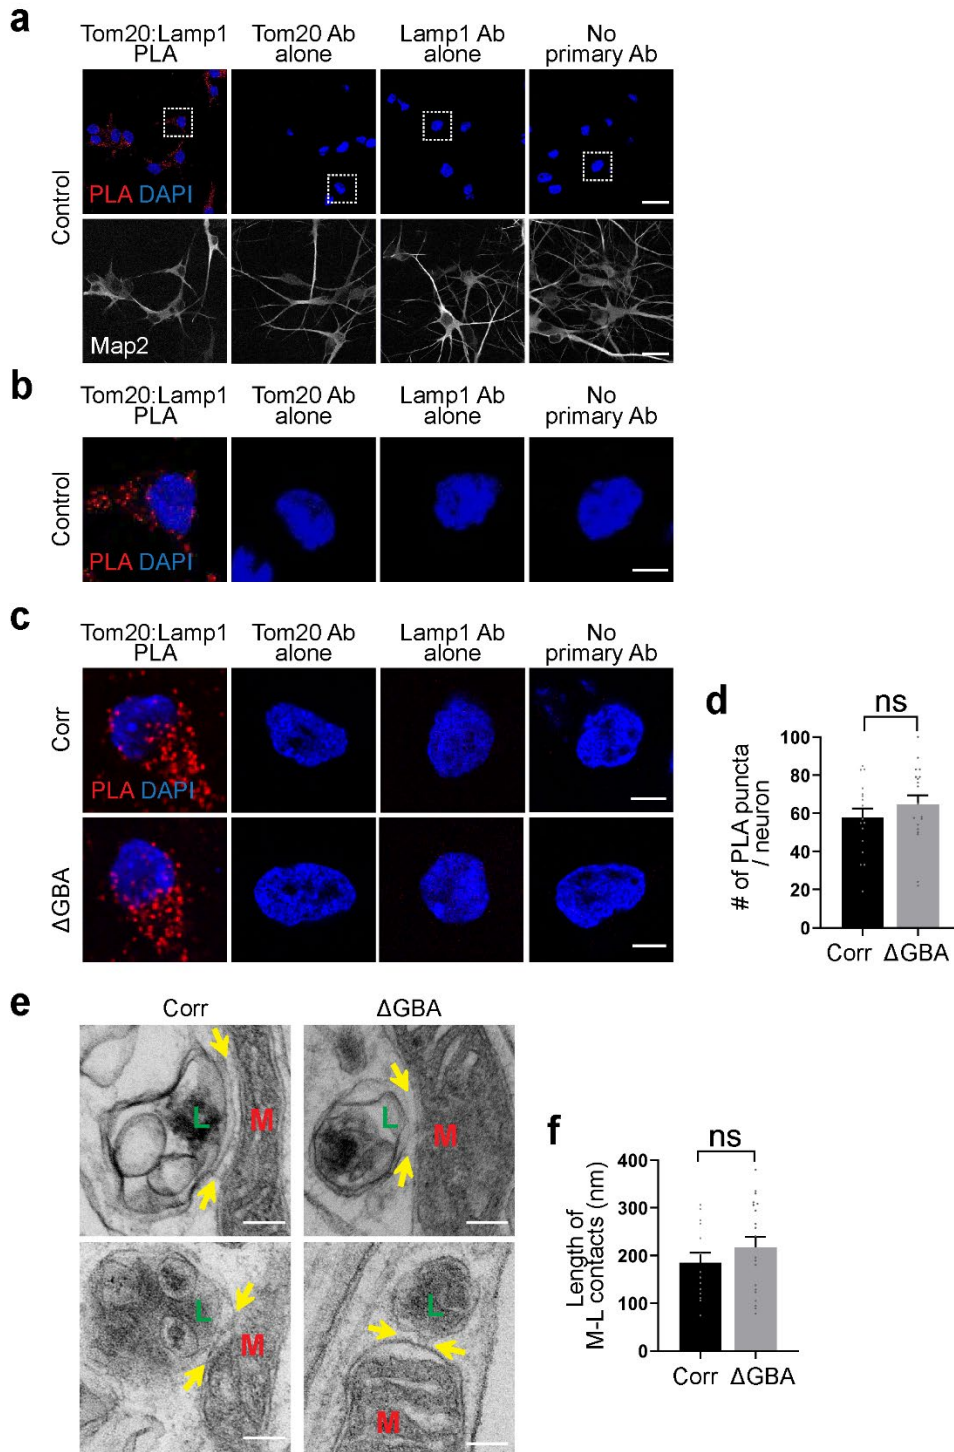 a
Tom20:Lamp1
PLA
Tom20 Ab
alone
Lamp1 Ab
alone
No
primary Ab
Control
PLA DAPI
Map2
b
Tom20:Lamp1
PLA
Tom20 Ab
alone
Lamp1 Ab
alone
No
primary Ab
Control
PLA DAPI
c
Tom20:Lamp1
PLA
Tom20 Ab
alone
Lamp1 Ab
alone
No
primary Ab
Corr
PLA DAPI
ΔGBA
d
ns
# of PLA puncta
/ neuron
100
80
60
40
20
0
Corr ΔGBA
e
Corr
ΔGBA
L
M
L
M
L
M
L
M
f
ns
Length of
M-L contacts (nm)
400
300
200
100
0
Corr ΔGBA